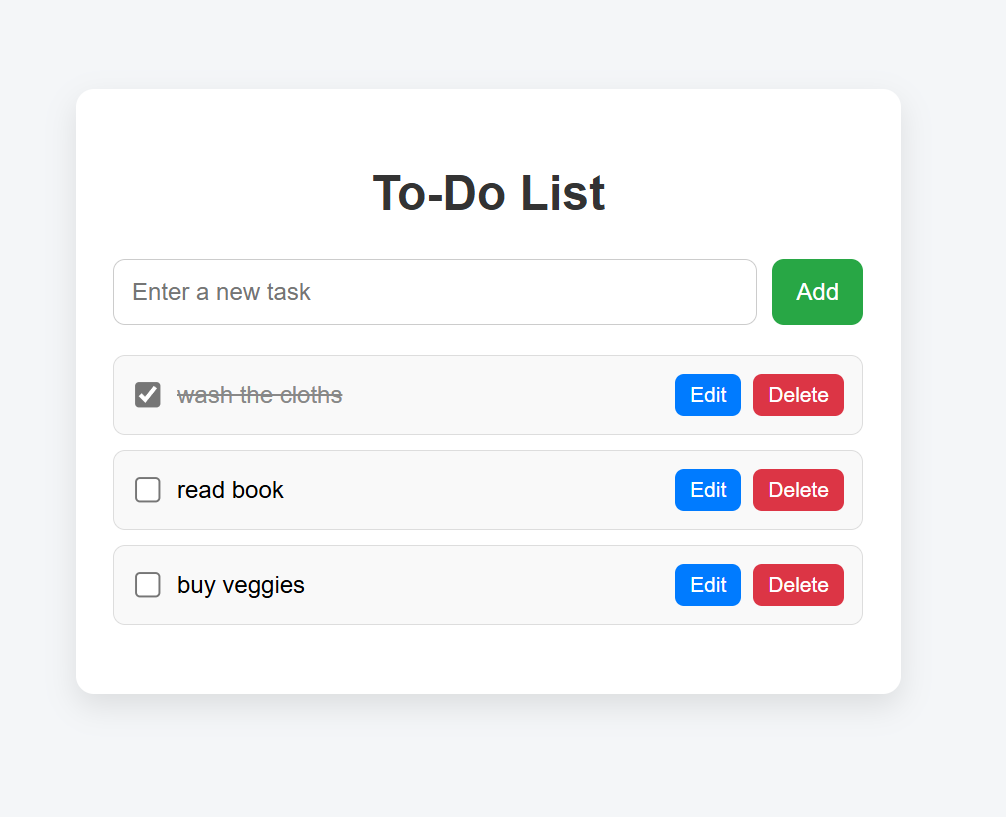 To-Do List
Enter a new task Add
wash the cloths Edit Delete
read book Edit Delete
buy veggies Edit Delete